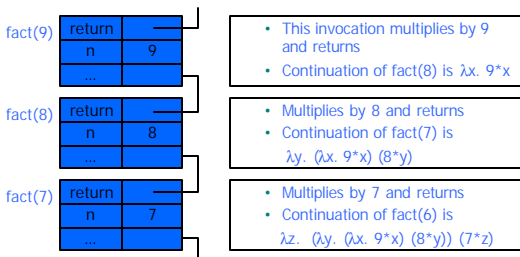 fact(9)
return
n 9
...
• This invocation multiplies by 9
and returns
• Continuation of fact(8) is λx. 9*x
fact(8)
return
n 8
...
• Multiplies by 8 and returns
• Continuation of fact(7) is
λy. (λx. 9*x) (8*y)
fact(7)
return
n 7
...
• Multiplies by 7 and returns
• Continuation of fact(6) is
λz. (λy. (λx. 9*x) (8*y)) (7*z)